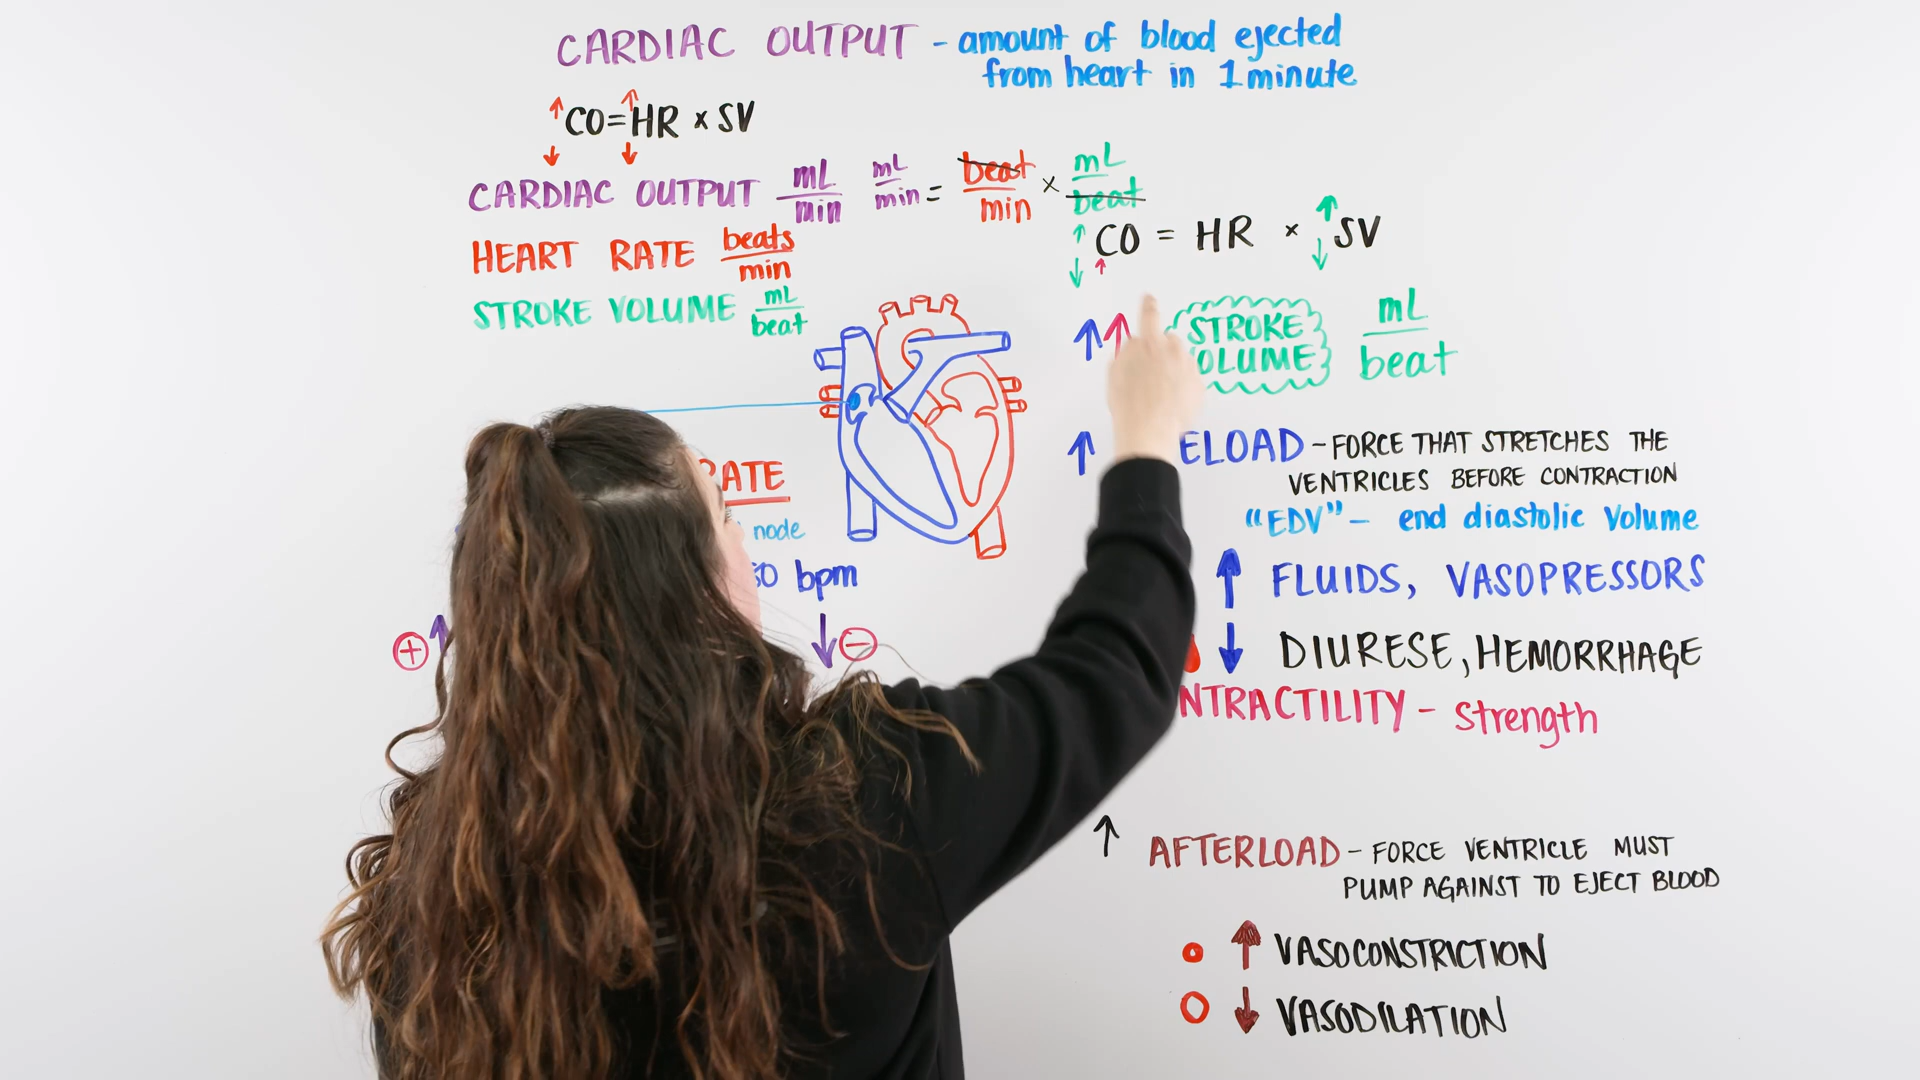 CARDIAC OUTPUT - amount of blood ejected
from heart in 1 minute
↑CO=↑HR x SV
↓ ↓
CARDIAC OUTPUT mL/min mL/min = beat/min x mL/beat
HEART RATE beats/min
STROKE VOLUME mL/beat
↑↓ CO ↑ = HR x ↑↓ SV
↑↑ STROKE mL/beat
OLUME
RATE
node
bpm
⊕↑ ↓⊖
↑ ELOAD - FORCE THAT STRETCHES THE
VENTRICLES BEFORE CONTRACTION
"EDV" - end diastolic volume
↑ FLUIDS, VASOPRESSORS
↓ DIURESE, HEMORRHAGE
NTRACTILITY - strength
↑ AFTERLOAD - FORCE VENTRICLE MUST
PUMP AGAINST TO EJECT BLOOD
↑ VASOCONSTRICTION
↓ VASODILATION